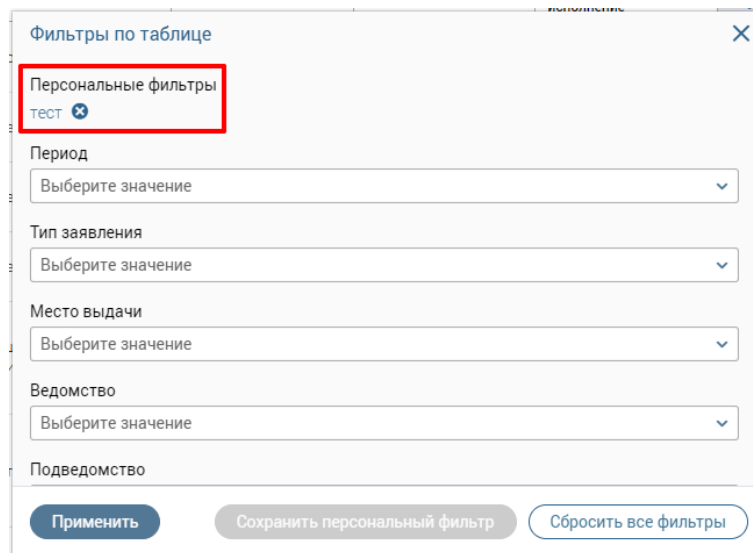 исполнение
Фильтры по таблице
Персональные фильтры
тест
Период
Выберите значение
Тип заявления
Выберите значение
Место выдачи
Выберите значение
Ведомство
Выберите значение
Подведомство
Применить
Сохранить персональный фильтр
Сбросить все фильтры